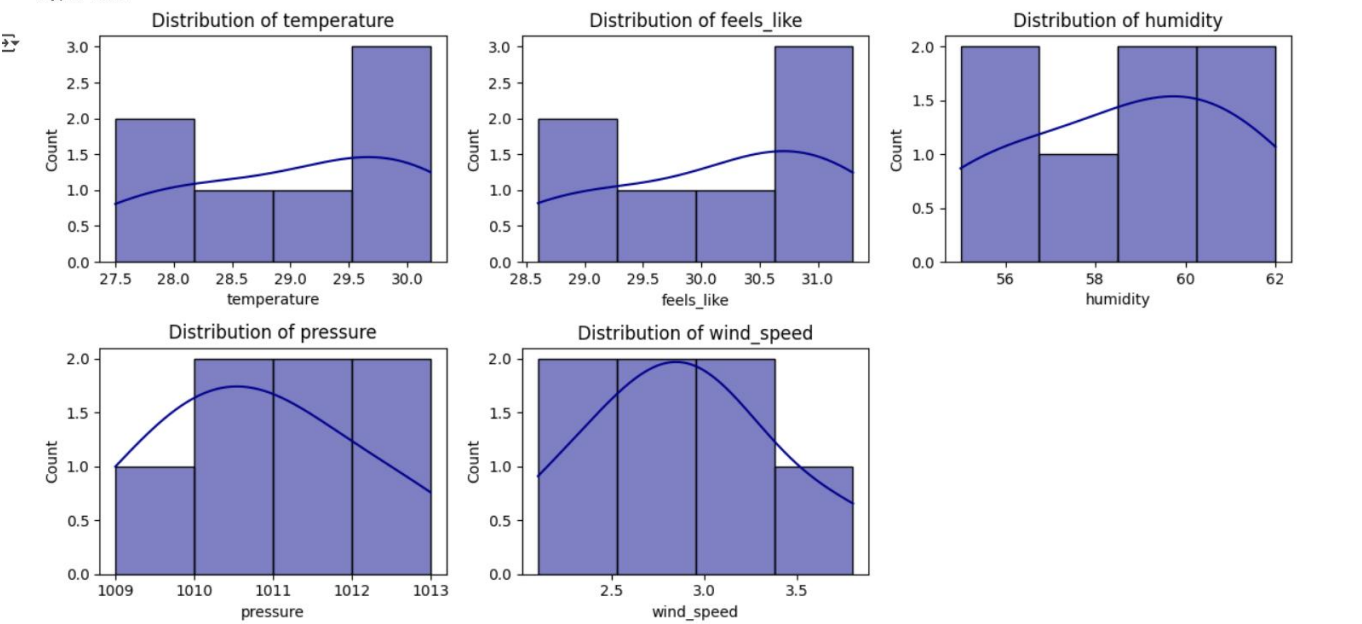 Distribution of temperature
3.0
2.5
2.0
1.5
1.0
0.5
0.0
Count
27.5 28.0 28.5 29.0 29.5 30.0
temperature
Distribution of feels_like
3.0
2.5
2.0
1.5
1.0
0.5
0.0
Count
28.5 29.0 29.5 30.0 30.5 31.0
feels_like
Distribution of humidity
2.0
1.5
1.0
0.5
0.0
Count
56 58 60 62
humidity
Distribution of pressure
2.0
1.5
1.0
0.5
0.0
Count
1009 1010 1011 1012 1013
pressure
Distribution of wind_speed
2.0
1.5
1.0
0.5
0.0
Count
2.5 3.0 3.5
wind_speed